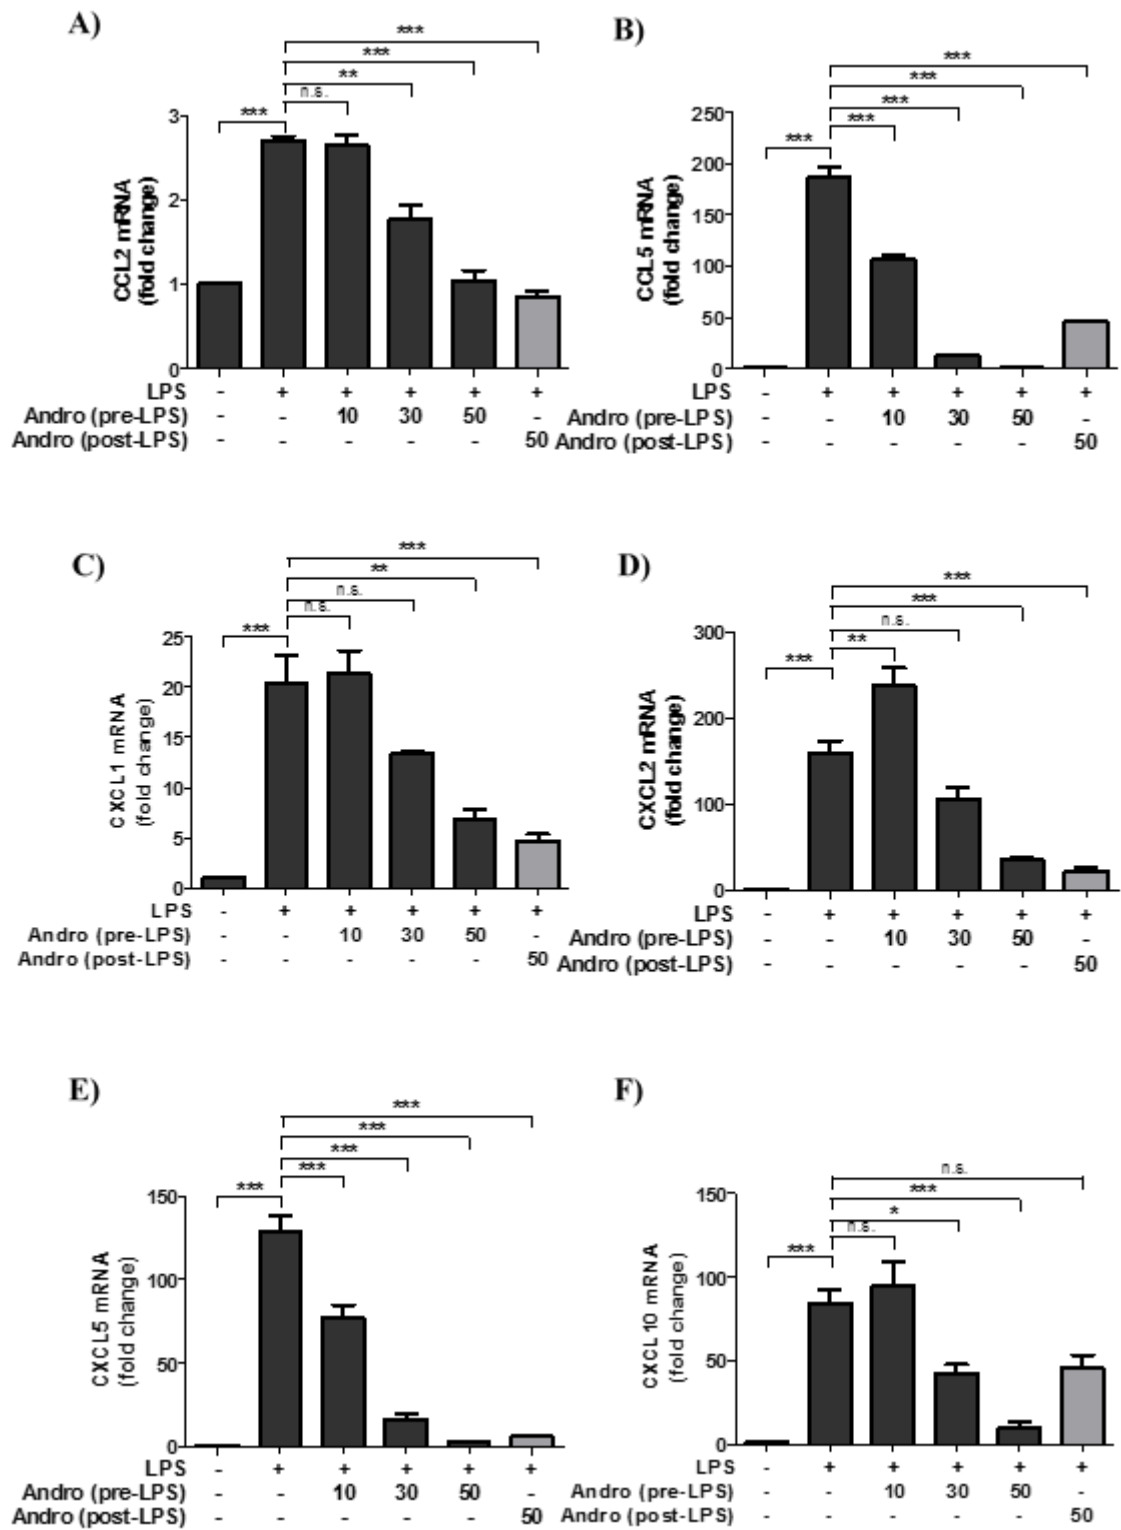 A)
***
***
**
n.s.
***
3
2
1
0
CCL2 mRNA
(fold change)
LPS - + + + + +
Andro (pre-LPS) - - 10 30 50 -
Andro (post-LPS) - - - - - 50
B)
***
***
***
***
***
250
200
150
100
50
0
CCL5 mRNA
(fold change)
LPS - + + + + +
Andro (pre-LPS) - - 10 30 50 -
Andro (post-LPS) - - - - - 50
C)
***
**
n.s.
n.s.
***
25
20
15
10
5
0
CXCL1 mRNA
(fold change)
LPS - + + + + +
Andro (pre-LPS) - - 10 30 50 -
Andro (post-LPS) - - - - - 50
D)
***
***
n.s.
**
***
300
200
100
0
CXCL2 mRNA
(fold change)
LPS - + + + + +
Andro (pre-LPS) - - 10 30 50 -
Andro (post-LPS) - - - - - 50
E)
***
***
***
***
***
150
100
50
0
CXCL5 mRNA
(fold change)
LPS - + + + + +
Andro (pre-LPS) - - 10 30 50 -
Andro (post-LPS) - - - - - 50
F)
n.s.
***
*
n.s.
***
150
100
50
0
CXCL10 mRNA
(fold change)
LPS - + + + + +
Andro (pre-LPS) - - 10 30 50 -
Andro (post-LPS) - - - - - 50